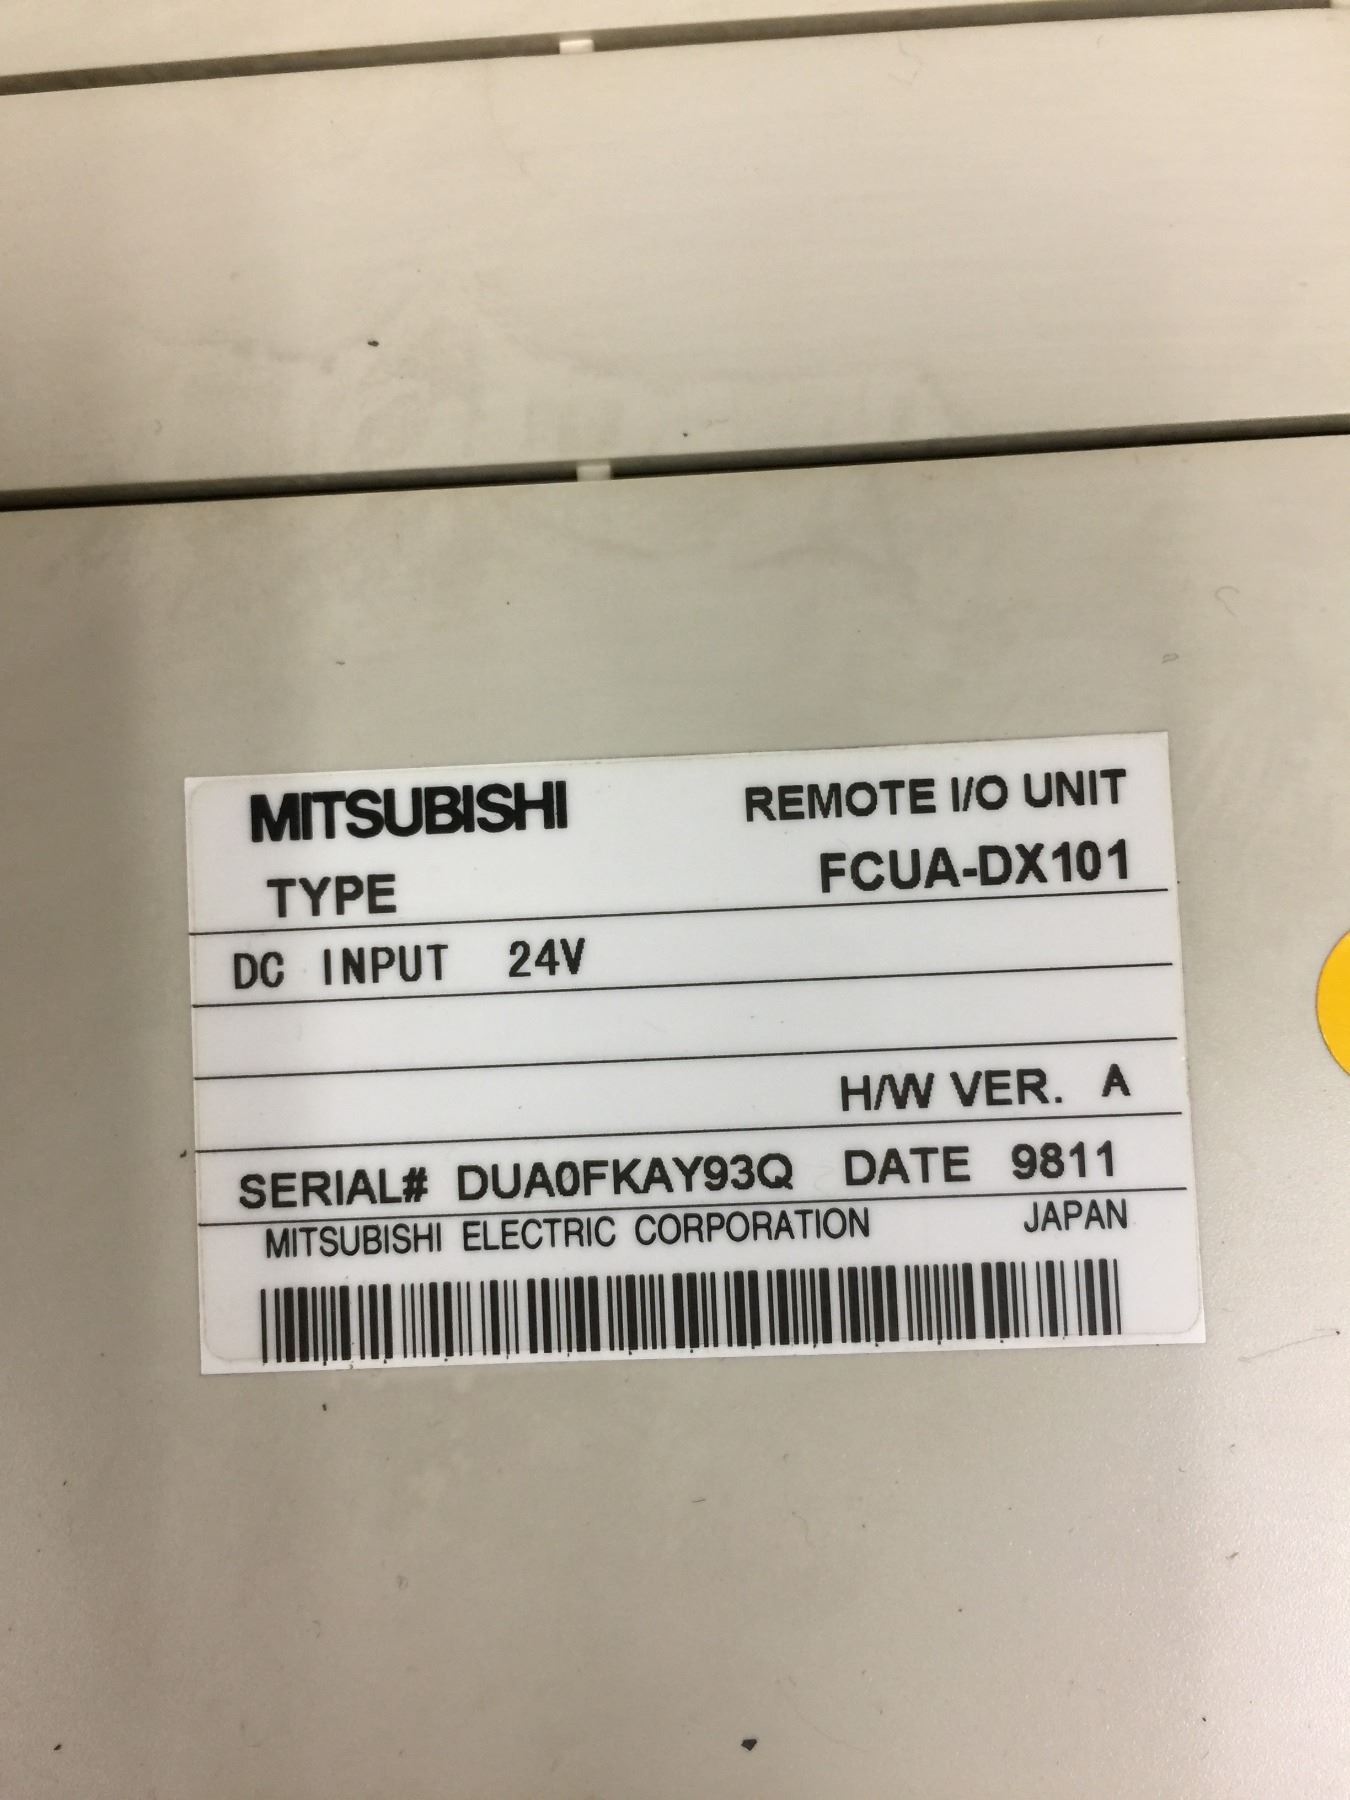 MITSUBISHI REMOTE I/O UNIT
TYPE FCUA-DX101
DC INPUT 24V
H/W VER. A
SERIAL# DUA0FKAY93Q DATE 9811
MITSUBISHI ELECTRIC CORPORATION JAPAN